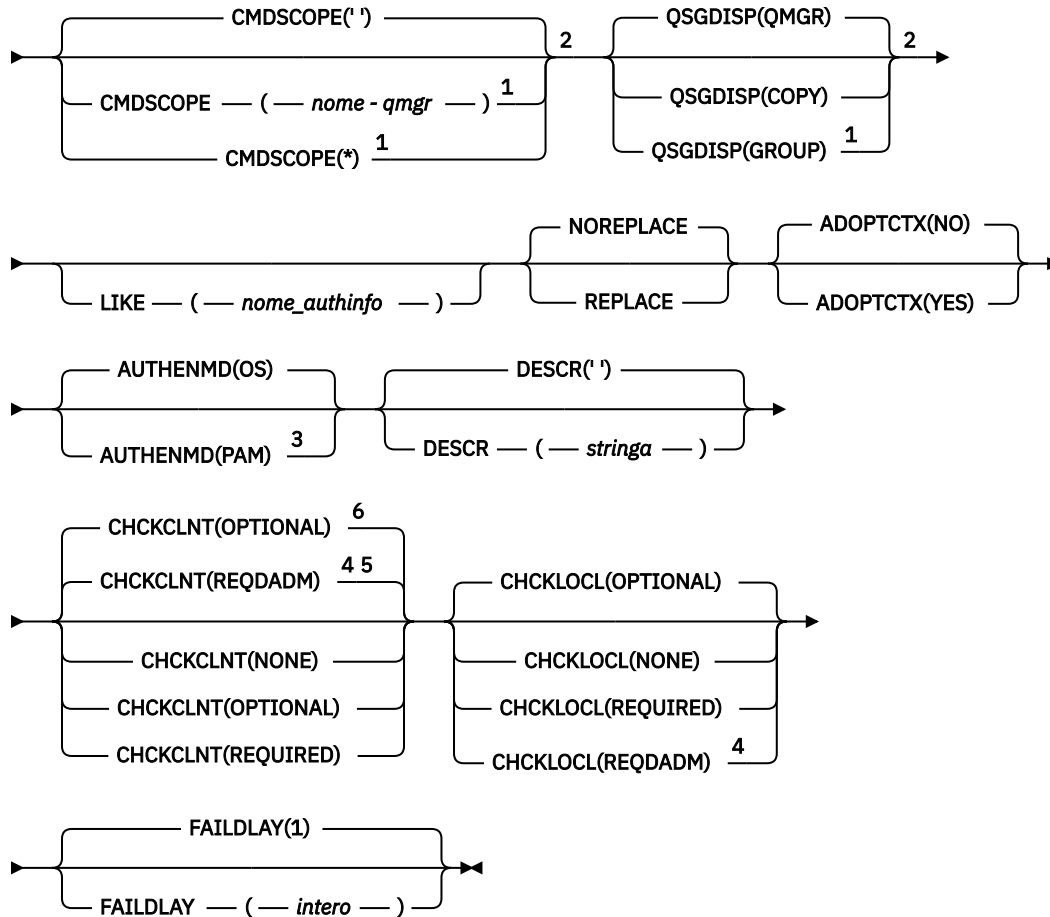 CMDSCOPE(' ')
CMDSCOPE ( nome - qmgr ) 1
CMDSCOPE(*) 1
2
QSGDISP(QMGR)
QSGDISP(COPY)
QSGDISP(GROUP) 1
2
LIKE ( nome_authinfo )
NOREPLACE
REPLACE
ADOPTCTX(NO)
ADOPTCTX(YES)
AUTHENMD(OS)
AUTHENMD(PAM) 3
DESCR(' ')
DESCR ( stringa )
CHCKCLNT(OPTIONAL) 6
CHCKCLNT(REQDADM) 4 5
CHCKCLNT(NONE)
CHCKCLNT(OPTIONAL)
CHCKCLNT(REQUIRED)
CHCKLOCL(OPTIONAL)
CHCKLOCL(NONE)
CHCKLOCL(REQUIRED)
CHCKLOCL(REQDADM) 4
FAILDLAY(1)
FAILDLAY ( intero )